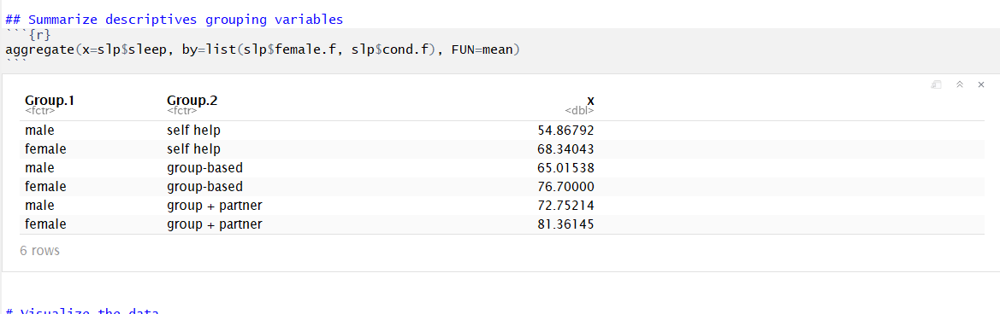 ## Summarize descriptives grouping variables
```{r}
aggregate(x=slp$sleep, by=list(slp$female.f, slp$cond.f), FUN=mean)
```
Group.1 Group.2 x
<fctr> <fctr> <dbl>
male self help 54.86792
female self help 68.34043
male group-based 65.01538
female group-based 76.70000
male group + partner 72.75214
female group + partner 81.36145
6 rows
# Visualize the data